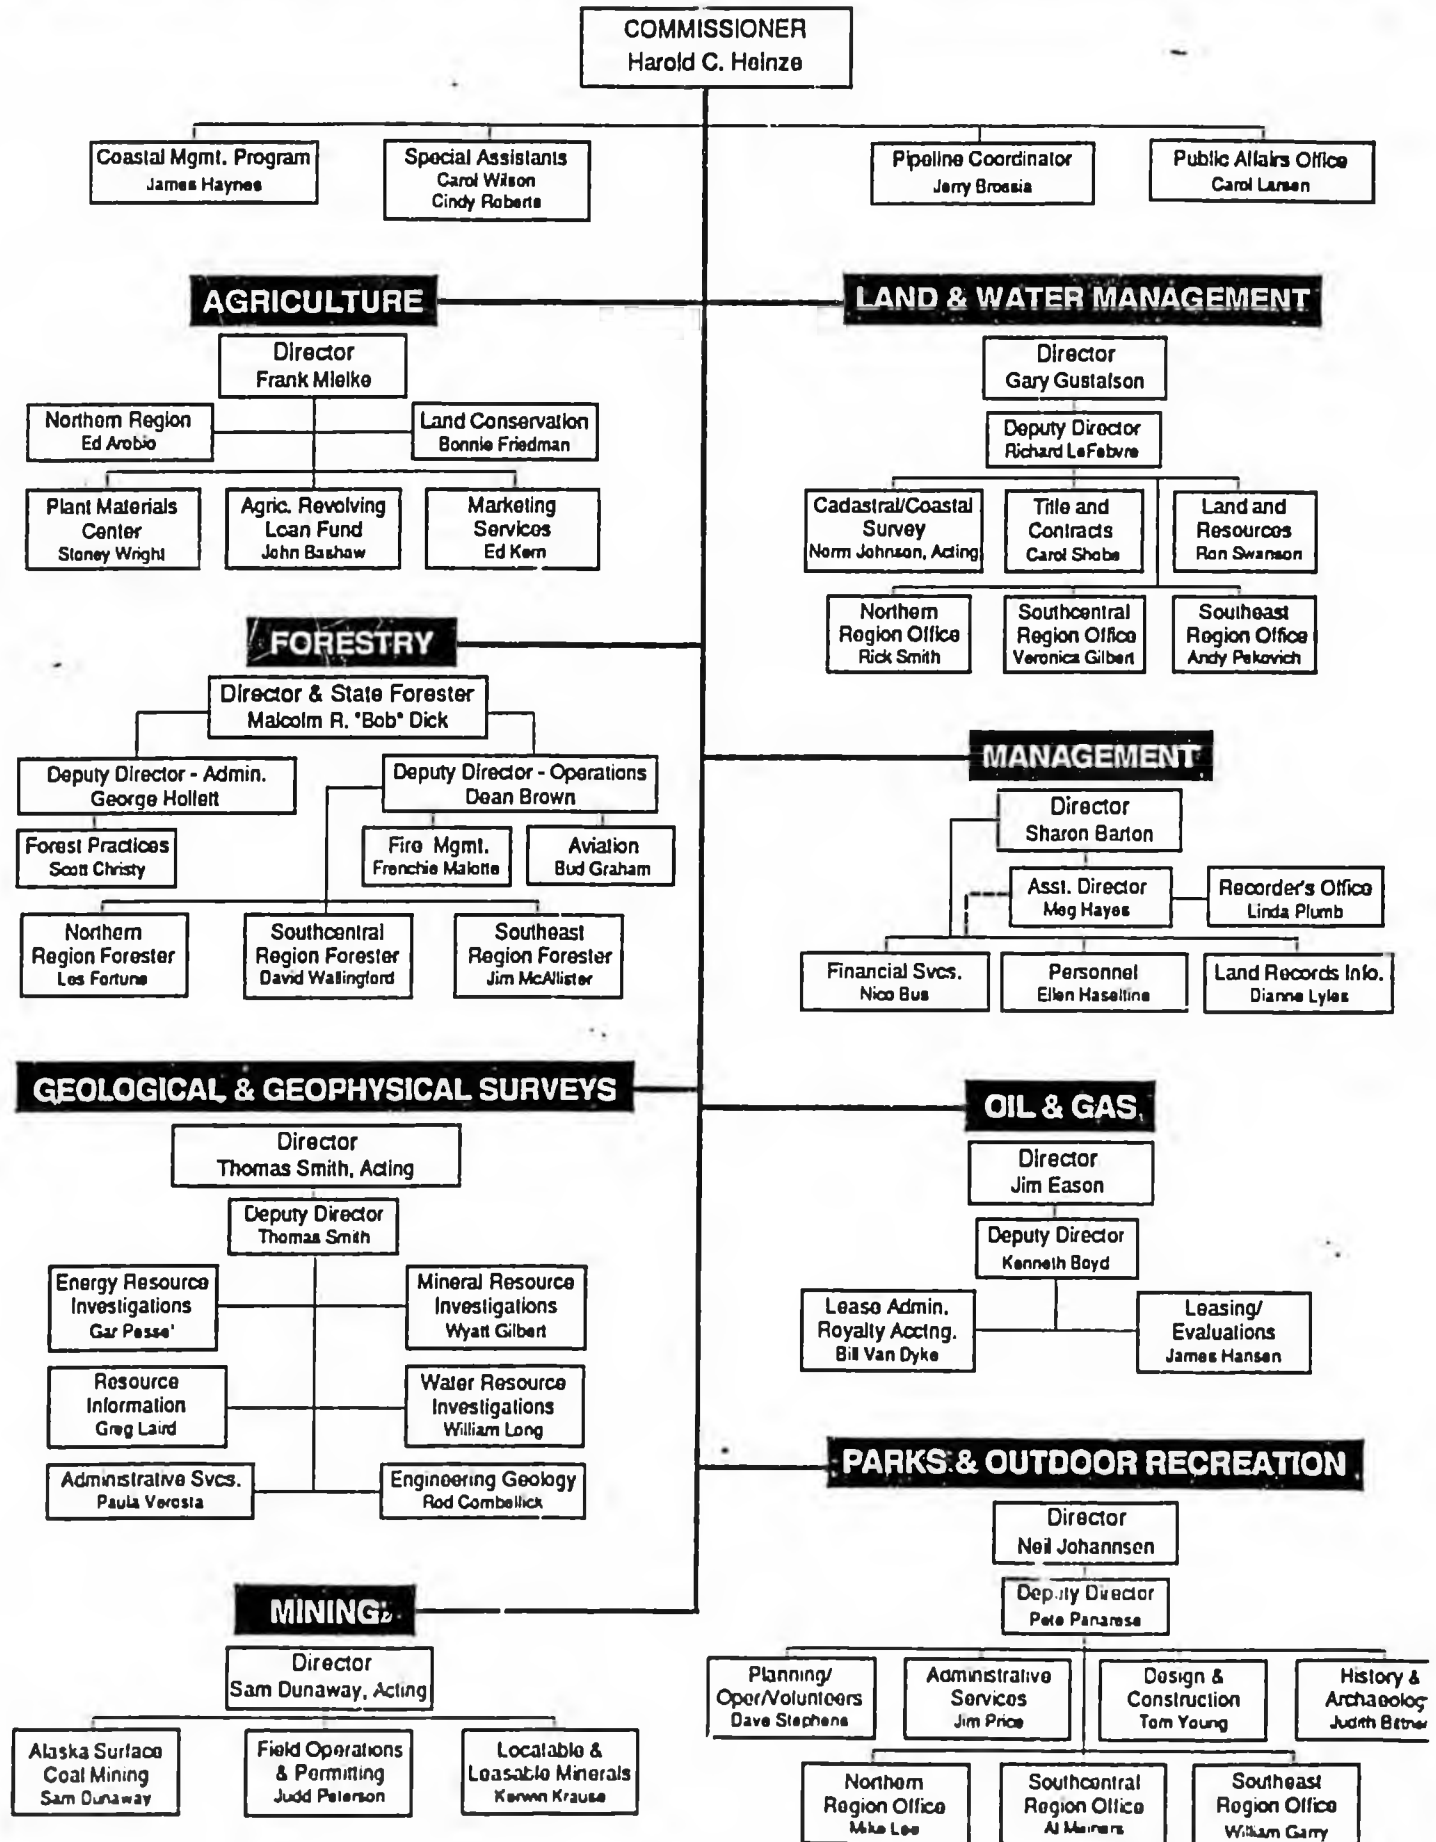 COMMISSIONER
Harold C. Heinze
Coastal Mgmt. Program
James Haynes
Special Assistants
Carol Wilson
Cindy Roberts
Pipeline Coordinator
Jerry Brossia
Public Affairs Office
Carol Larsen
AGRICULTURE
Director
Frank Mielke
Northern Region
Ed Arobio
Land Conservation
Bonnie Friedman
Plant Materials
Center
Stoney Wright
Agric. Revolving
Loan Fund
John Bashaw
Marketing
Services
Ed Kern
LAND & WATER MANAGEMENT
Director
Gary Gustafson
Deputy Director
Richard LeFebvre
Cadastral/Coastal
Survey
Norm Johnson, Acting
Title and
Contracts
Carol Shobe
Land and
Resources
Ron Swanson
Northern
Region Office
Rick Smith
Southcentral
Region Office
Veronica Gilbert
Southeast
Region Office
Andy Pekovich
FORESTRY
Director & State Forester
Malcolm R. "Bob" Dick
Deputy Director - Admin.
George Hollett
Deputy Director - Operations
Dean Brown
Forest Practices
Scott Christy
Fire Mgmt.
Frenchie Malotte
Aviation
Bud Graham
Northern
Region Forester
Les Fortune
Southcentral
Region Forester
David Wallingford
Southeast
Region Forester
Jim McAllister
MANAGEMENT
Director
Sharon Barton
Asst. Director
Meg Hayes
Recorder's Office
Linda Plumb
Financial Svcs.
Nico Bus
Personnel
Ellen Haseltine
Land Records Info.
Dianne Lyles
GEOLOGICAL & GEOPHYSICAL SURVEYS
Director
Thomas Smith, Acting
Deputy Director
Thomas Smith
Energy Resource
Investigations
Gar Pesse'
Mineral Resource
Investigations
Wyatt Gilbert
Resource
Information
Greg Laird
Water Resource
Investigations
William Long
Administrative Svcs.
Paula Verosta
Engineering Geology
Rod Combellick
OIL & GAS
Director
Jim Eason
Deputy Director
Kenneth Boyd
Lease Admin.
Royalty Acctng.
Bill Van Dyke
Leasing/
Evaluations
James Hansen
PARKS & OUTDOOR RECREATION
Director
Neil Johannsen
Deputy Director
Pete Panarese
Planning/
Oper/Volunteers
Dave Stephens
Administrative
Services
Jim Price
Design &
Construction
Tom Young
History &
Archaeolog
Judith Bittne
Northern
Region Office
Mike Lee
Southcentral
Region Office
Al Meiners
Southeast
Region Office
William Garry
MINING
Director
Sam Dunaway, Acting
Alaska Surface
Coal Mining
Sam Dunaway
Field Operations
& Permitting
Judd Peterson
Locatable &
Leasable Minerals
Kerwin Krause